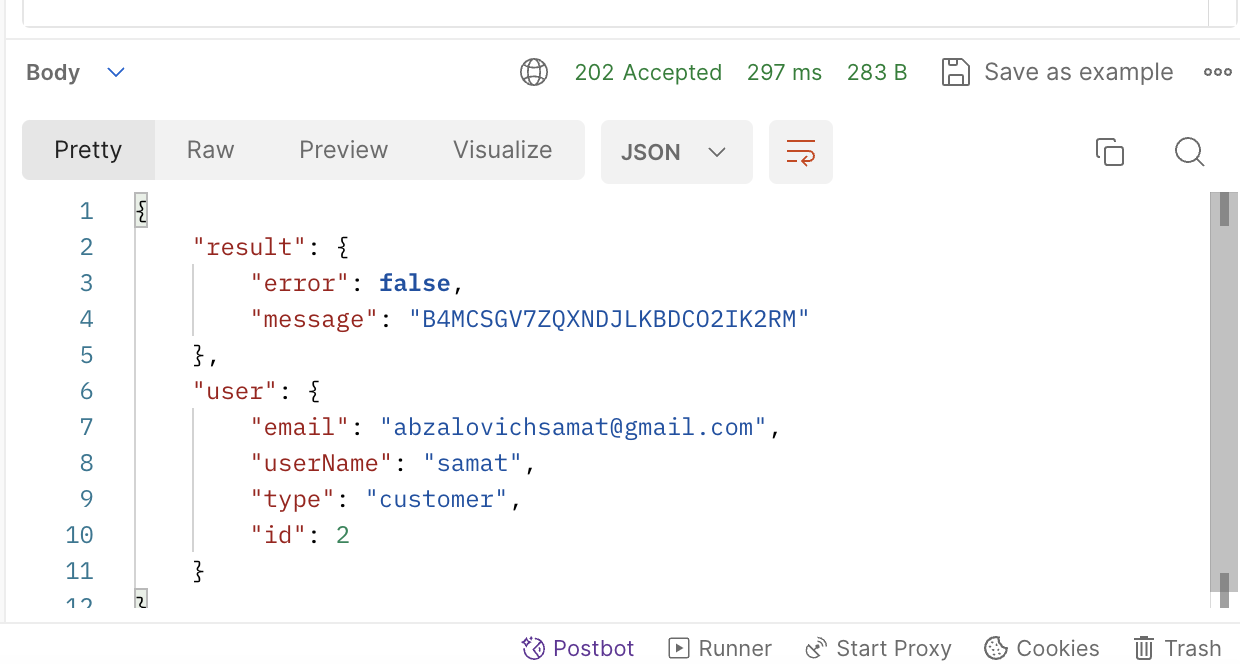 Body 202 Accepted 297 ms 283 B Save as example
Pretty Raw Preview Visualize JSON
1 {
2 "result": {
3 "error": false,
4 "message": "B4MCSGV7ZQXNDJLKBDCO2IK2RM"
5 },
6 "user": {
7 "email": "abzalovichsamat@gmail.com",
8 "userName": "samat",
9 "type": "customer",
10 "id": 2
11 }
12 }
Postbot Runner Start Proxy Cookies Trash